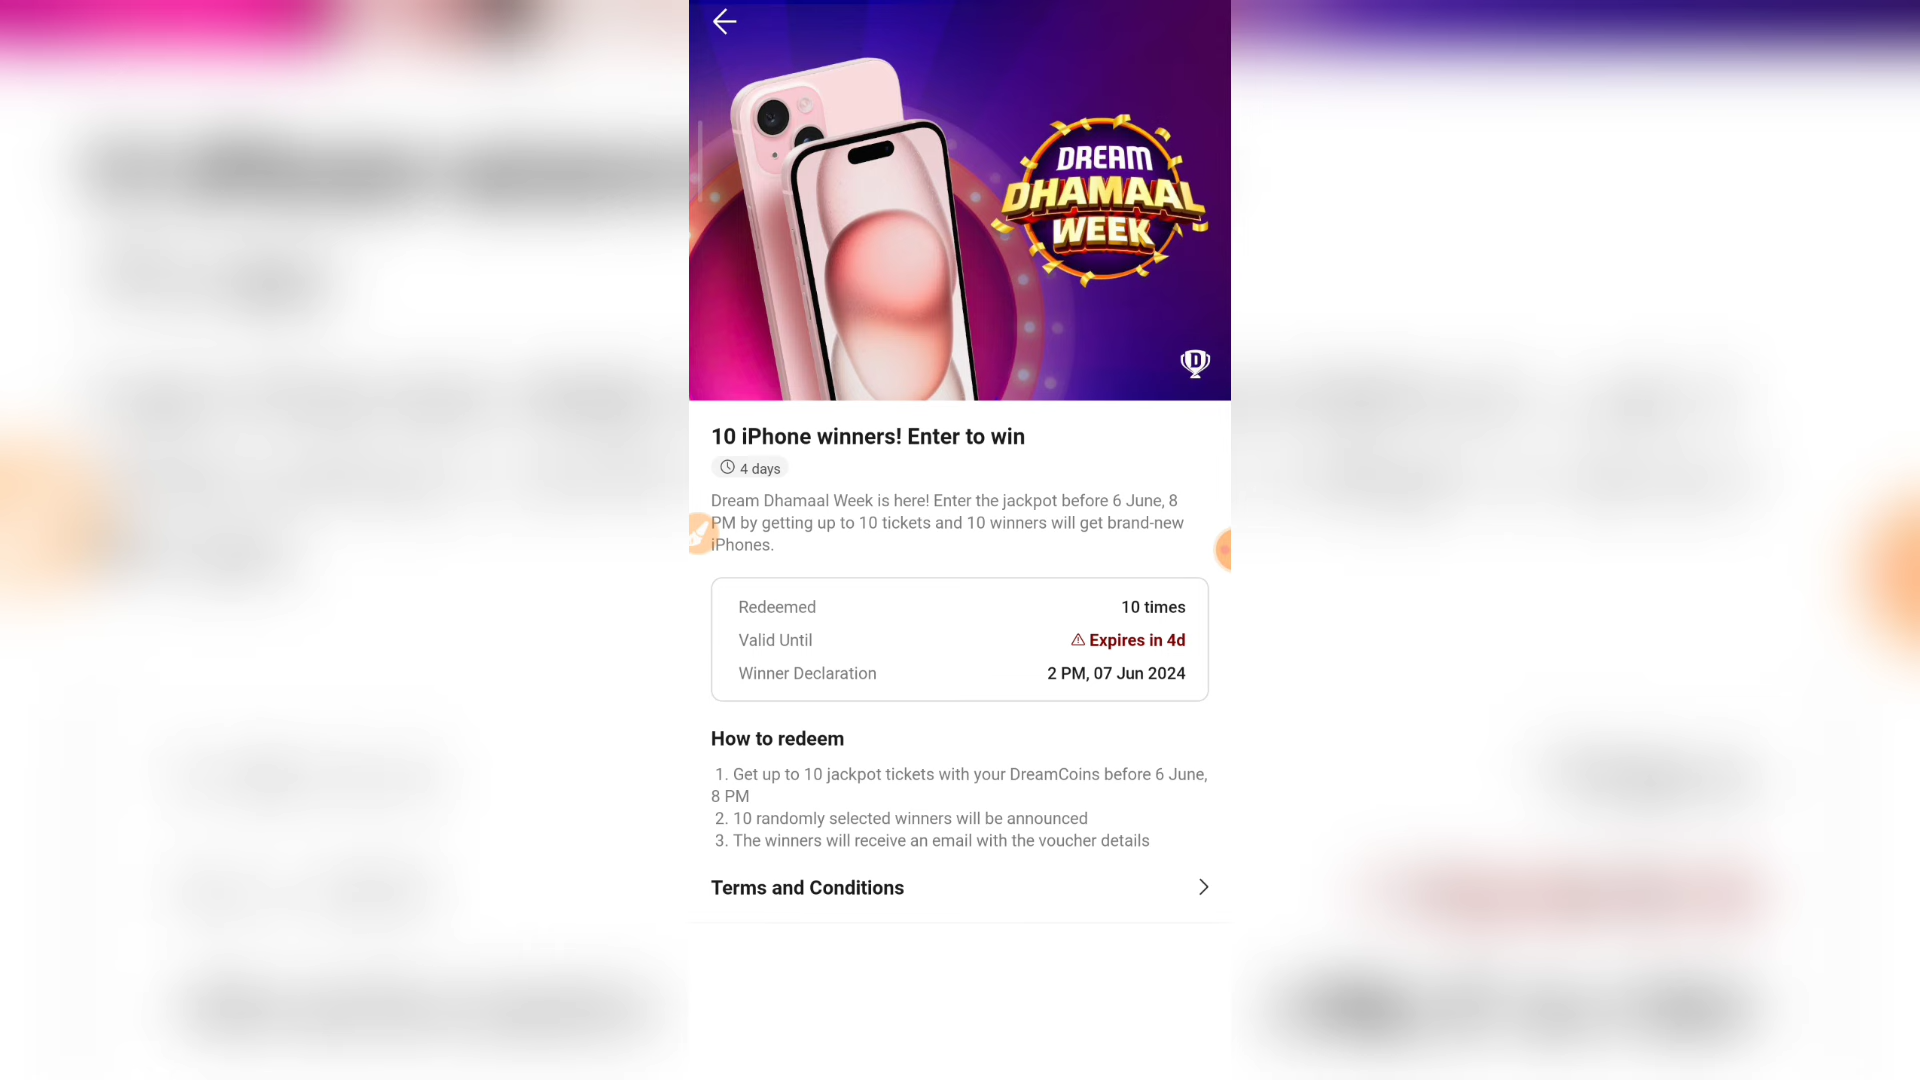 DREAM
DHAMAAL
WEEK
D
10 iPhone winners! Enter to win
4 days
Dream Dhamaal Week is here! Enter the jackpot before 6 June, 8
PM by getting up to 10 tickets and 10 winners will get brand-new
iPhones.
Redeemed 10 times
Valid Until Expires in 4d
Winner Declaration 2 PM, 07 Jun 2024
How to redeem
1. Get up to 10 jackpot tickets with your DreamCoins before 6 June,
8 PM
2. 10 randomly selected winners will be announced
3. The winners will receive an email with the voucher details
Terms and Conditions